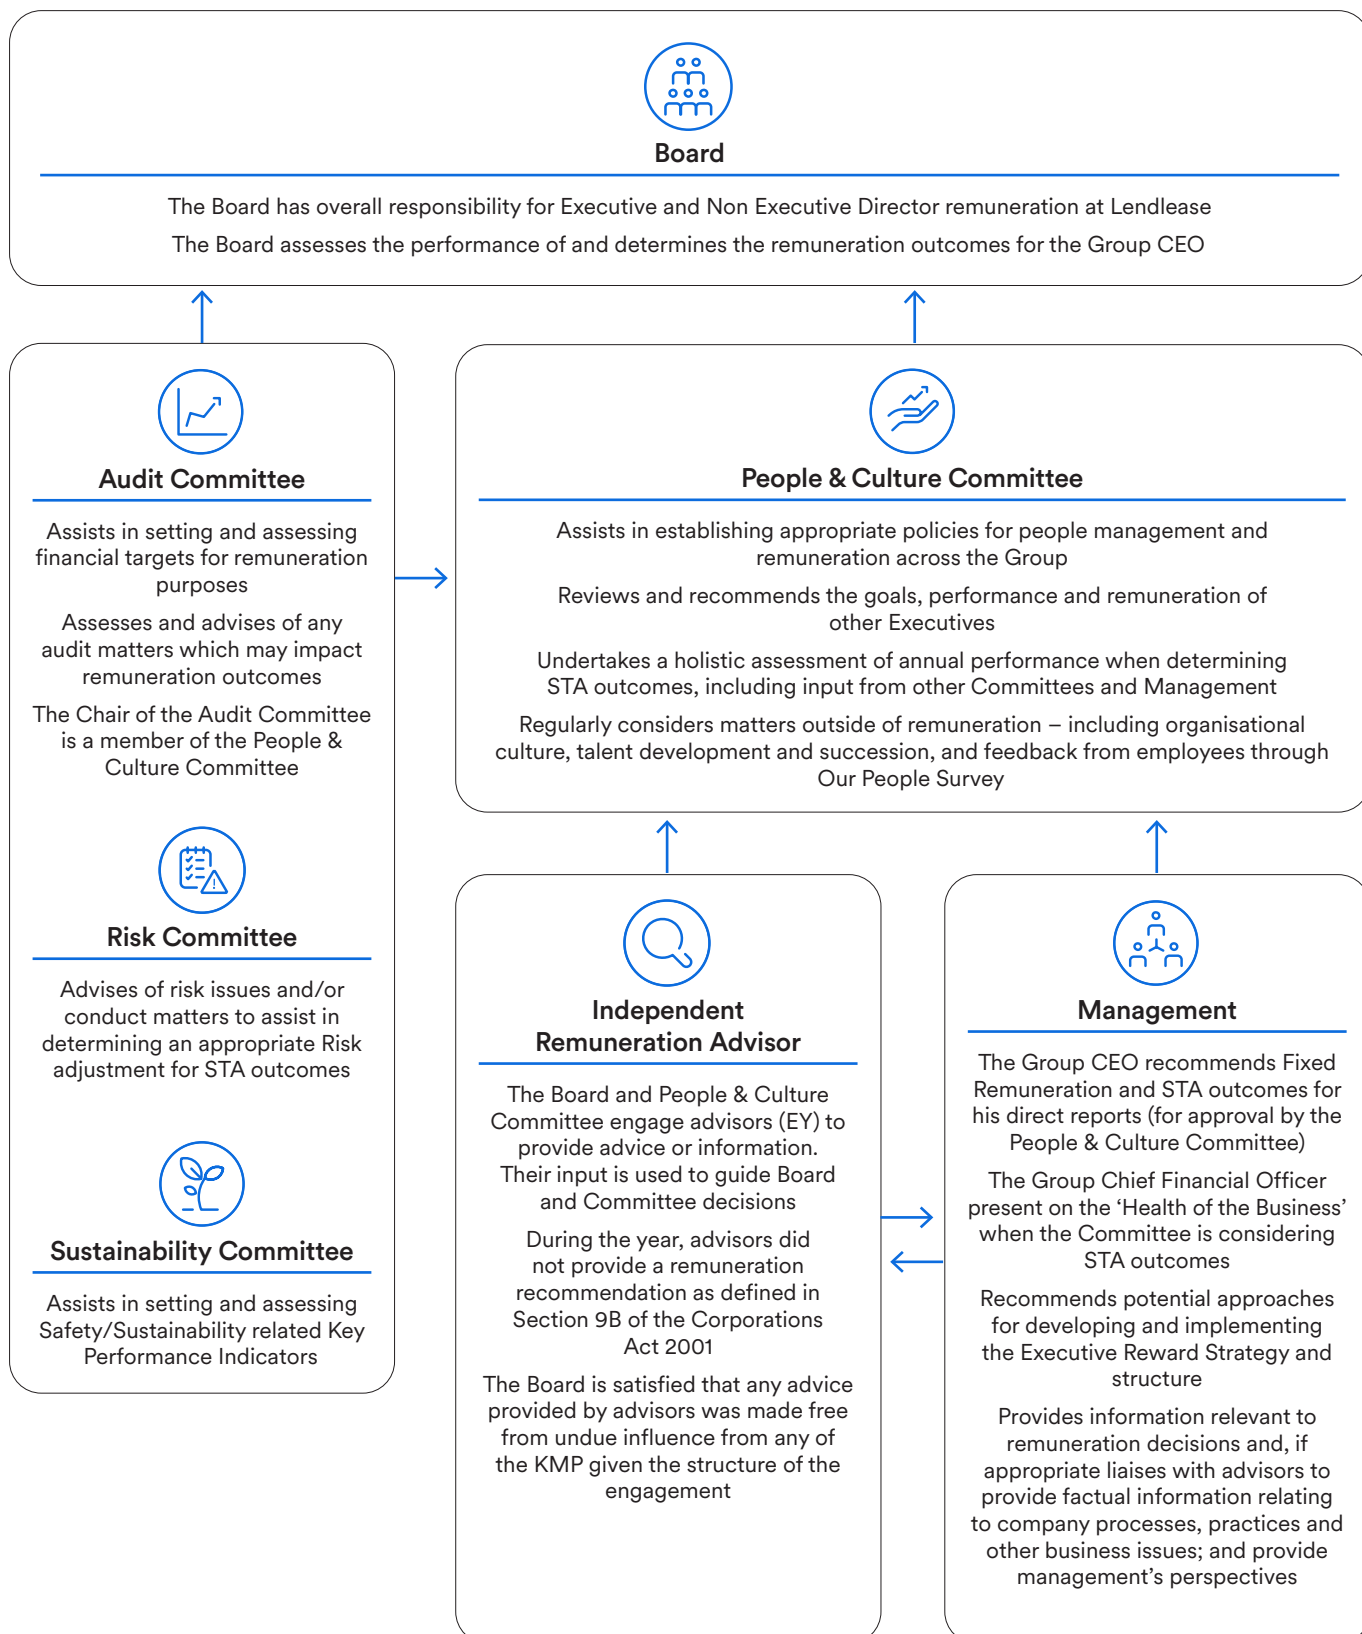 Board
The Board has overall responsibility for Executive and Non Executive Director remuneration at Lendlease
The Board assesses the performance of and determines the remuneration outcomes for the Group CEO
Audit Committee
Assists in setting and assessing
financial targets for remuneration
purposes
Assesses and advises of any
audit matters which may impact
remuneration outcomes
The Chair of the Audit Committee
is a member of the People &
Culture Committee
Risk Committee
Advises of risk issues and/or
conduct matters to assist in
determining an appropriate Risk
adjustment for STA outcomes
Sustainability Committee
Assists in setting and assessing
Safety/Sustainability related Key
Performance Indicators
People & Culture Committee
Assists in establishing appropriate policies for people management and
remuneration across the Group
Reviews and recommends the goals, performance and remuneration of
other Executives
Undertakes a holistic assessment of annual performance when determining
STA outcomes, including input from other Committees and Management
Regularly considers matters outside of remuneration – including organisational
culture, talent development and succession, and feedback from employees through
Our People Survey
Independent
Remuneration Advisor
The Board and People & Culture
Committee engage advisors (EY) to
provide advice or information.
Their input is used to guide Board
and Committee decisions
During the year, advisors did
not provide a remuneration
recommendation as defined in
Section 9B of the Corporations
Act 2001
The Board is satisfied that any advice
provided by advisors was made free
from undue influence from any of
the KMP given the structure of the
engagement
Management
The Group CEO recommends Fixed
Remuneration and STA outcomes for
his direct reports (for approval by the
People & Culture Committee)
The Group Chief Financial Officer
present on the ‘Health of the Business’
when the Committee is considering
STA outcomes
Recommends potential approaches
for developing and implementing
the Executive Reward Strategy and
structure
Provides information relevant to
remuneration decisions and, if
appropriate liaises with advisors to
provide factual information relating
to company processes, practices and
other business issues; and provide
management’s perspectives